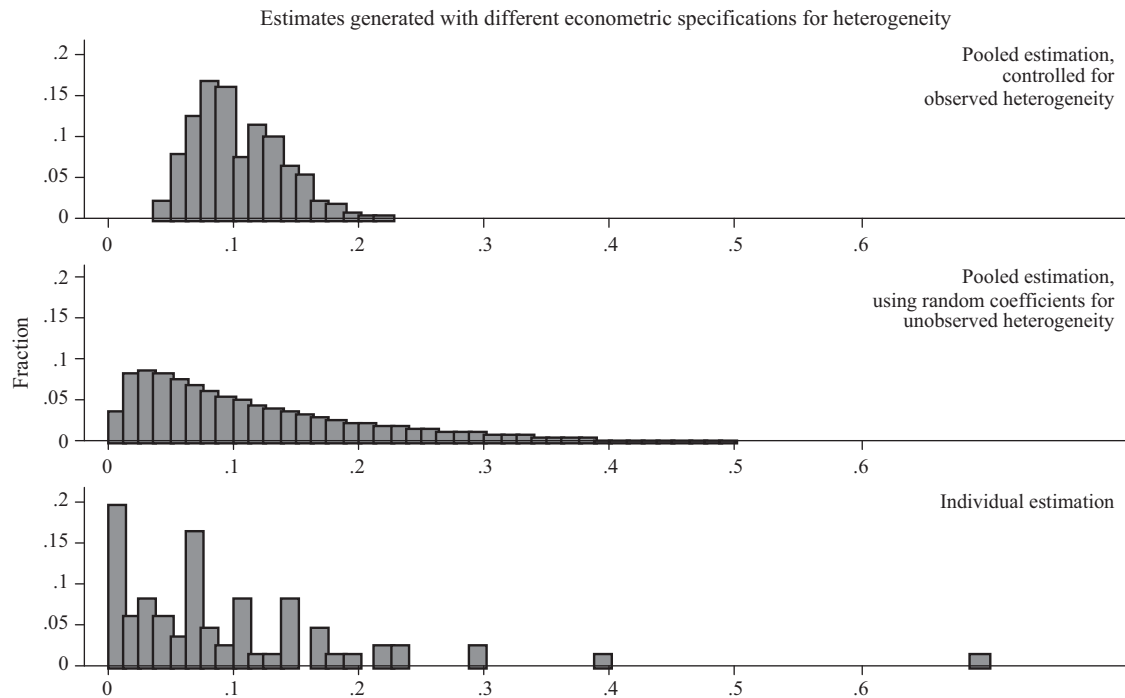 Estimates generated with different econometric specifications for heterogeneity
Pooled estimation,
controlled for
observed heterogeneity
.2
.15
.1
.05
0
0 .1 .2 .3 .4 .5 .6
Pooled estimation,
using random coefficients for
unobserved heterogeneity
Fraction
.2
.15
.1
.05
0
0 .1 .2 .3 .4 .5 .6
Individual estimation
.2
.15
.1
.05
0
0 .1 .2 .3 .4 .5 .6